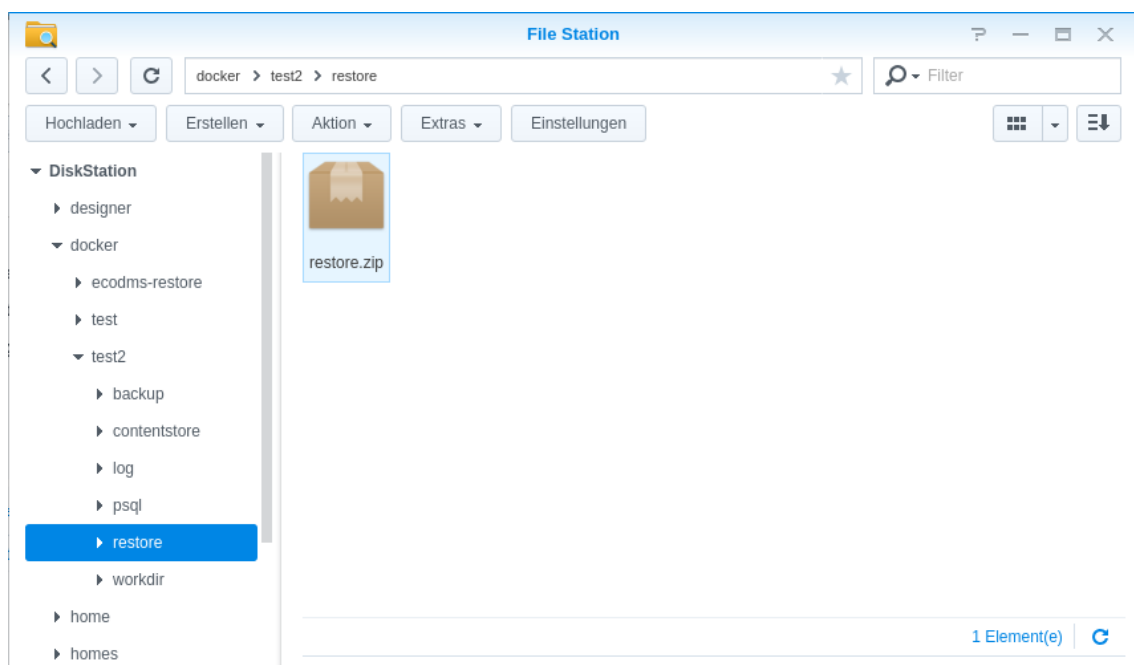 File Station
docker > test2 > restore
Filter
Hochladen
Erstellen
Aktion
Extras
Einstellungen
DiskStation
designer
docker
ecodms-restore
test
test2
backup
contentstore
log
psql
restore
workdir
home
homes
restore.zip
1 Element(e)